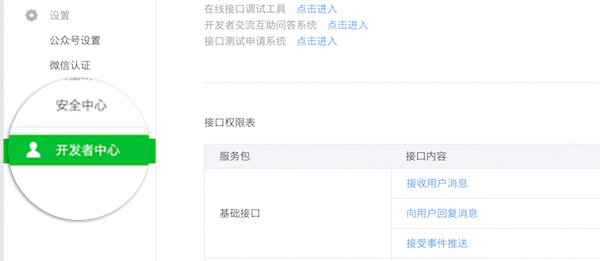 设置
公众号设置
微信认证
安全中心
开发者中心
在线接口调试工具 点击进入
开发者交流互助问答系统 点击进入
接口测试申请系统 点击进入
接口权限表
服务包 接口内容
基础接口
接收用户消息
向用户回复消息
接受事件推送